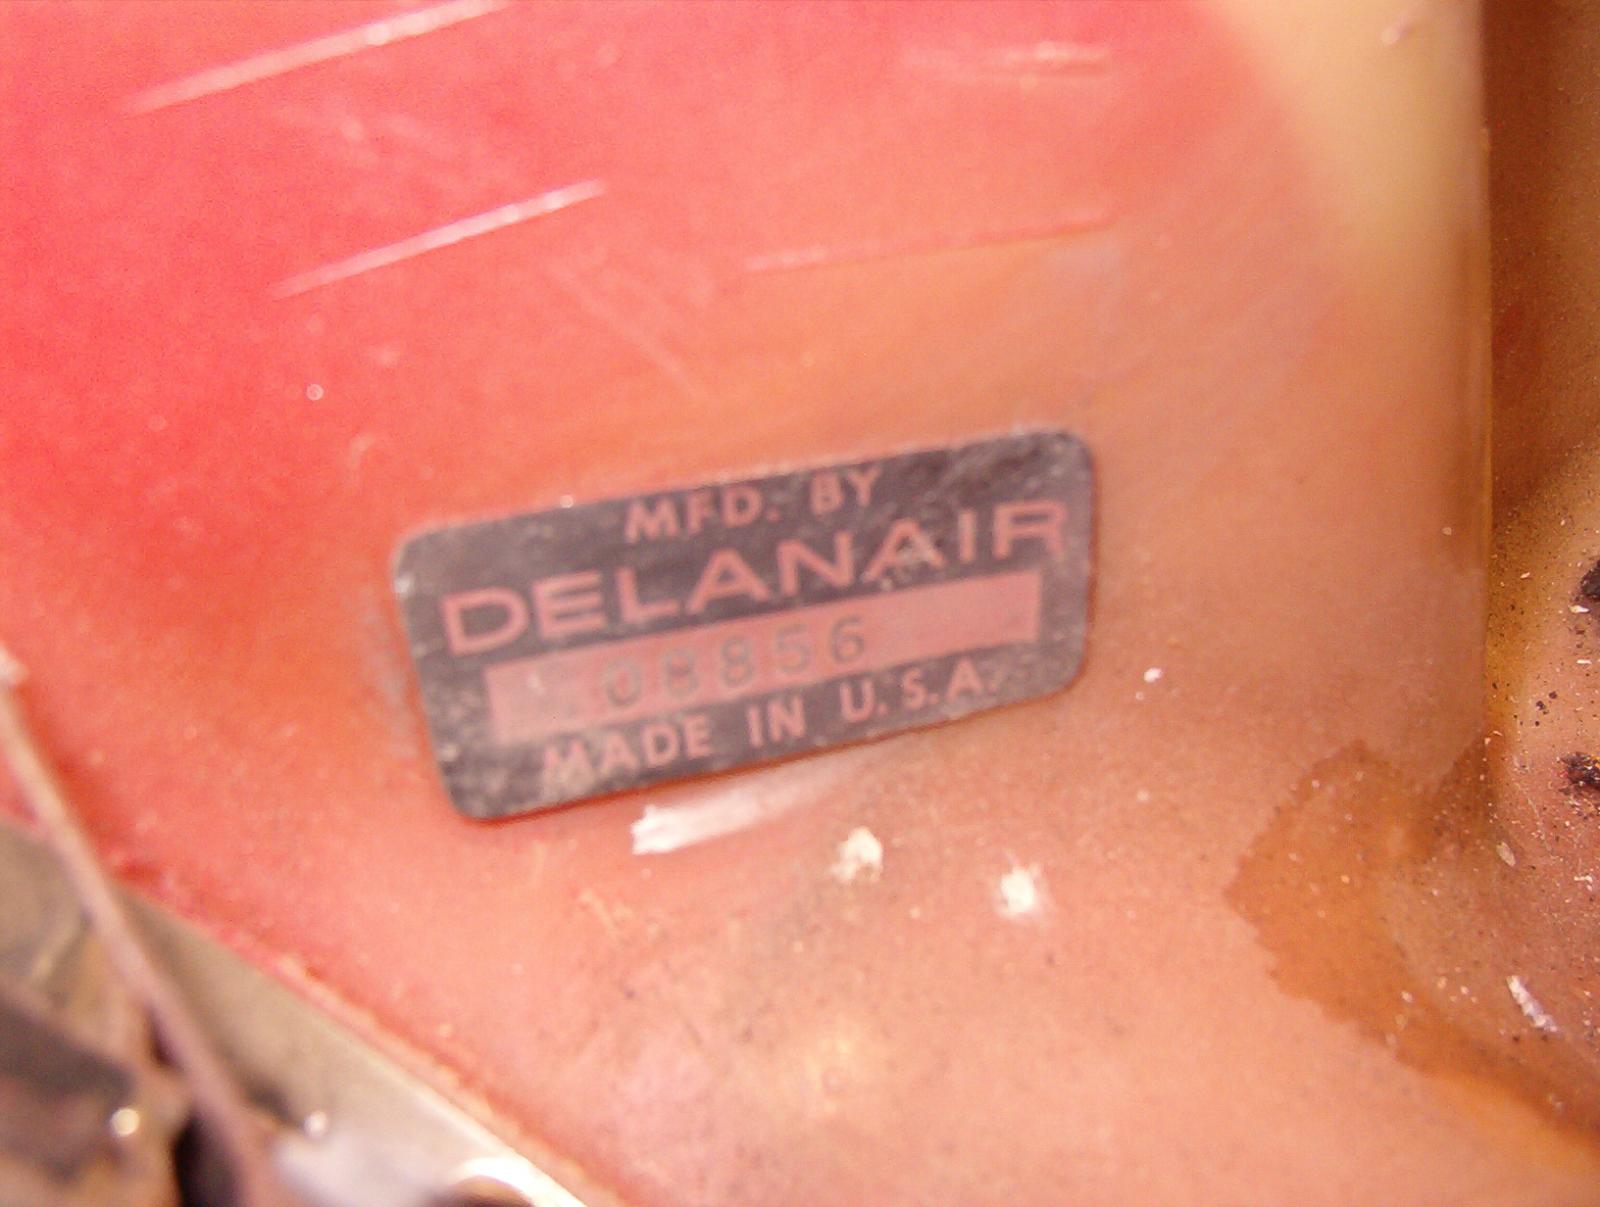 MFD. BY
DELANAIR
08856
MADE IN U.S.A.